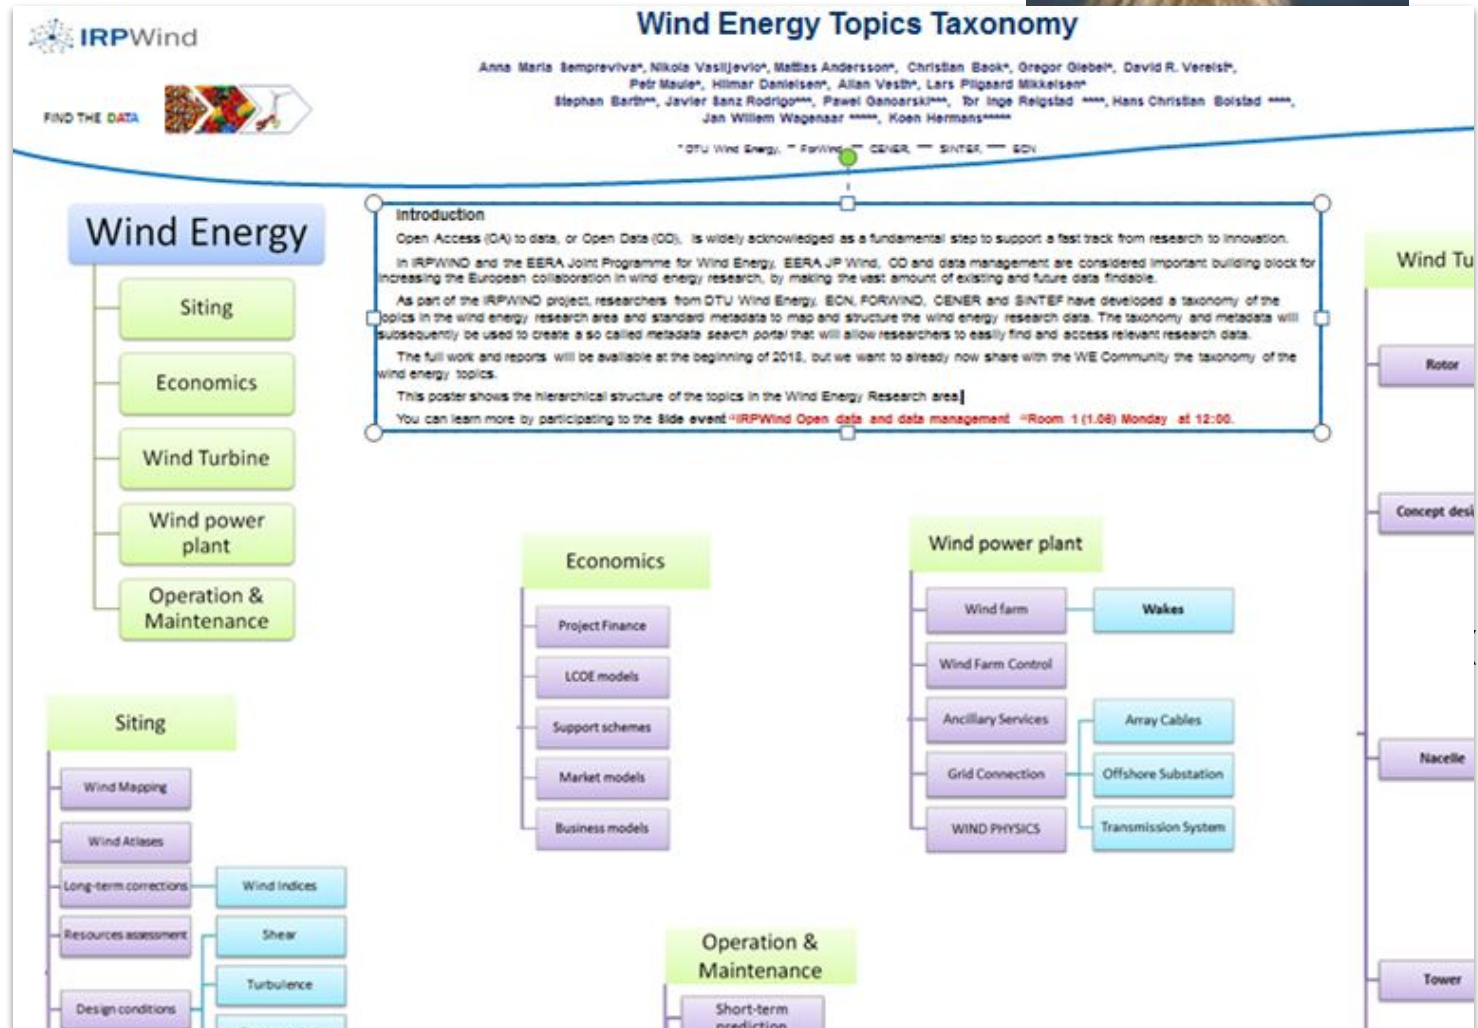 IRPWind
FIND THE DATA
Wind Energy Topics Taxonomy
Anna Maria Sempreviva*, Nikola Vasiljevic*, Mattias Andersson*, Christian Baok*, Gregor Giebel*, David R. Verelst*,
Petr Maule*, Hilmar Danielsen*, Allan Vesth*, Lars Pilgaard Mikkelsen*
Stephan Barth**, Javier Sanz Rodrigo***, Pawel Gancarski***, Tor Inge Reigstad ****, Hans Christian Bolstad ****,
Jan Willem Wagenaar *****, Koen Hermans*****
* DTU Wind Energy, ** ForWind, *** CENER, **** SINTEF, ***** ECN
Introduction
Open Access (OA) to data, or Open Data (OD), is widely acknowledged as a fundamental step to support a fast track from research to innovation.
In IRPWIND and the EERA Joint Programme for Wind Energy, EERA JP Wind, OD and data management are considered important building block for
increasing the European collaboration in wind energy research, by making the vast amount of existing and future data findable.
As part of the IRPWIND project, researchers from DTU Wind Energy, ECN, FORWIND, CENER and SINTEF have developed a taxonomy of the
topics in the wind energy research area and standard metadata to map and structure the wind energy research data. The taxonomy and metadata will
subsequently be used to create a so called metadata search portal that will allow researchers to easily find and access relevant research data.
The full work and reports will be available at the beginning of 2018, but we want to already now share with the WE Community the taxonomy of the
wind energy topics.
This poster shows the hierarchical structure of the topics in the Wind Energy Research area
You can learn more by participating to the Side event "IRPWind Open data and data management "Room 1 (1.06) Monday at 12:00.
Wind Energy
Siting
Economics
Wind Turbine
Wind power
plant
Operation &
Maintenance
Siting
Wind Mapping
Wind Atlases
Long-term corrections
Wind Indices
Resources assessment
Shear
Turbulence
Design conditions
Economics
Project Finance
LCOE models
Support schemes
Market models
Business models
Wind power plant
Wind farm
Wakes
Wind Farm Control
Ancillary Services
Array Cables
Grid Connection
Offshore Substation
WIND PHYSICS
Transmission System
Operation &
Maintenance
Short-term
prediction
Wind Tu
Rotor
Concept desi
Nacelle
Tower